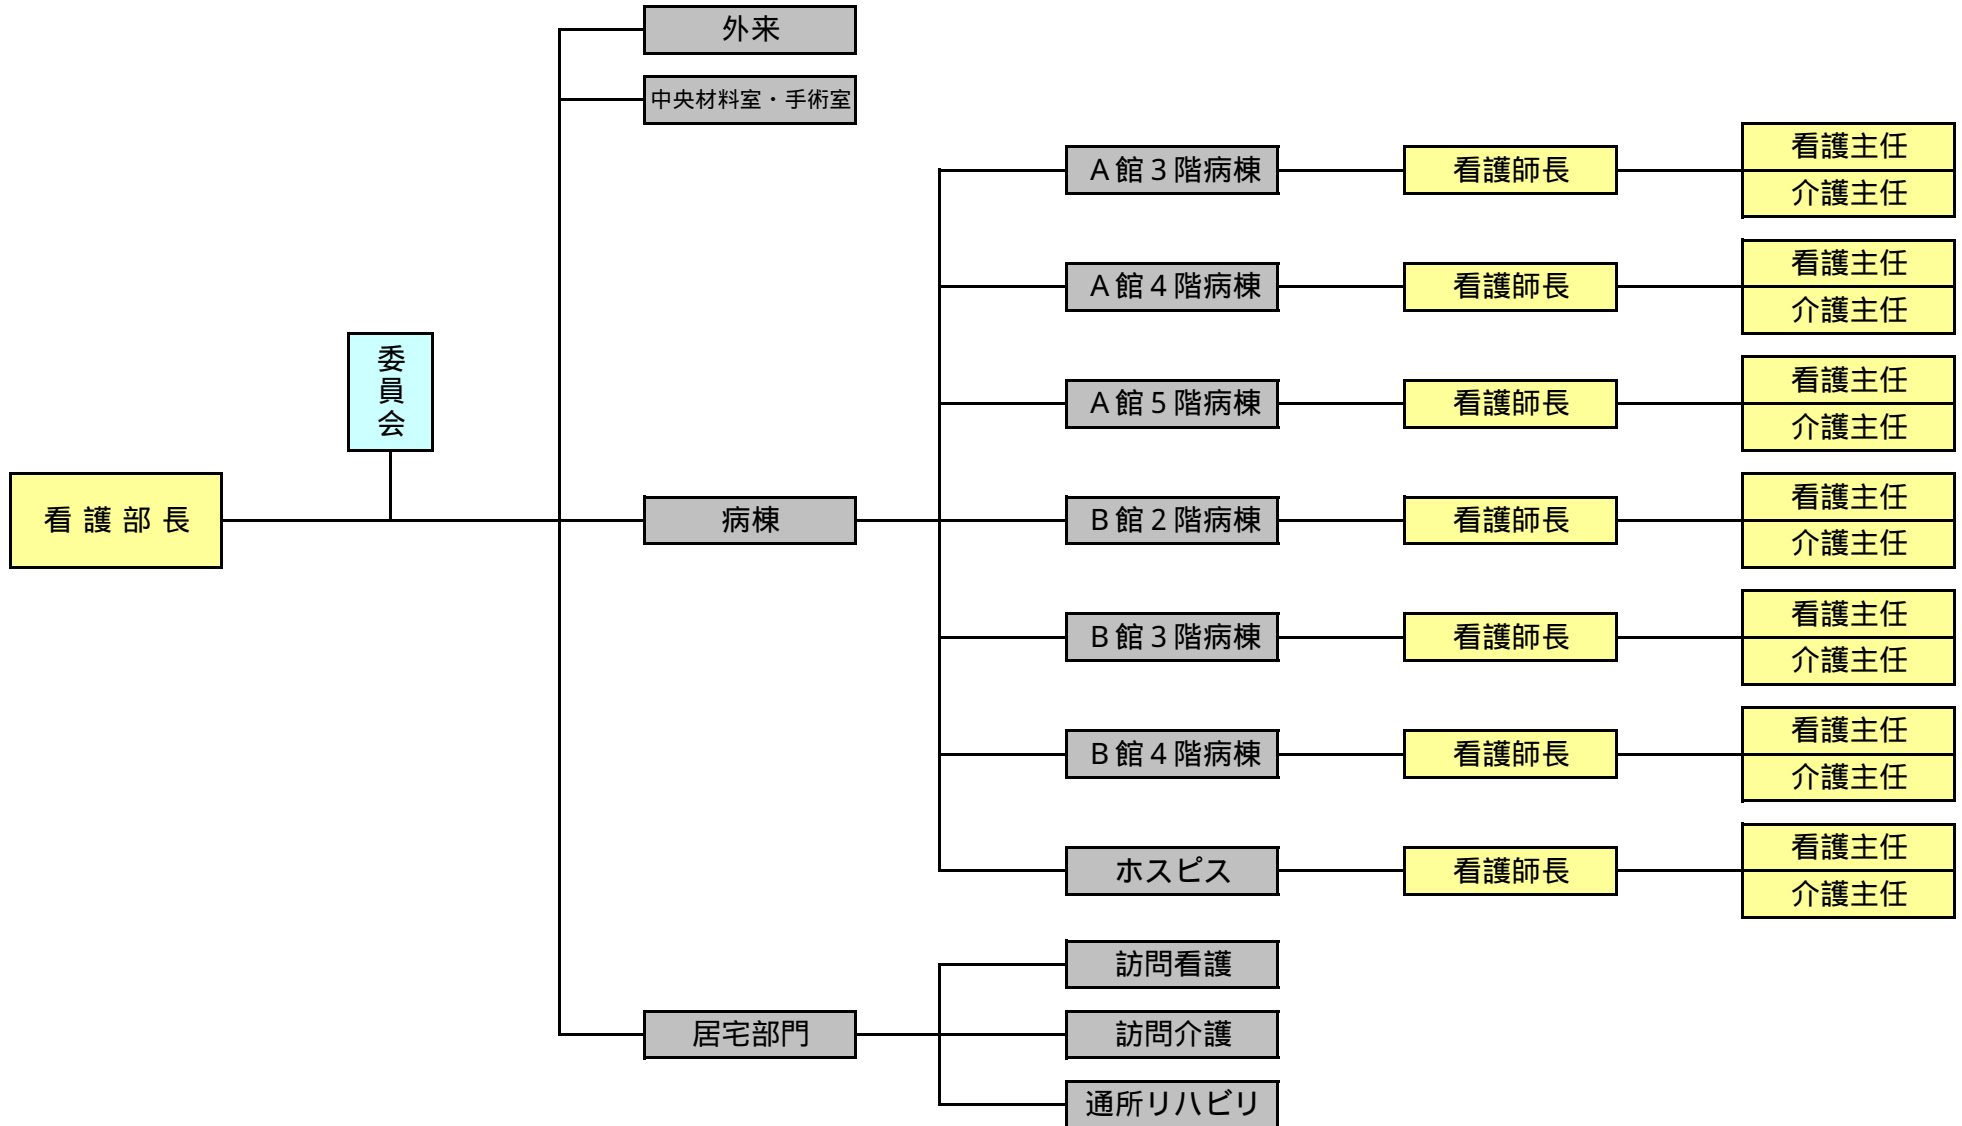 外来
中央材料室・手術室
A館3階病棟
看護師長
看護主任
介護主任
A館4階病棟
看護師長
看護主任
介護主任
委員会
A館5階病棟
看護師長
看護主任
介護主任
看護部長
病棟
B館2階病棟
看護師長
看護主任
介護主任
B館3階病棟
看護師長
看護主任
介護主任
B館4階病棟
看護師長
看護主任
介護主任
ホスピス
看護師長
看護主任
介護主任
居宅部門
訪問看護
訪問介護
通所リハビリ